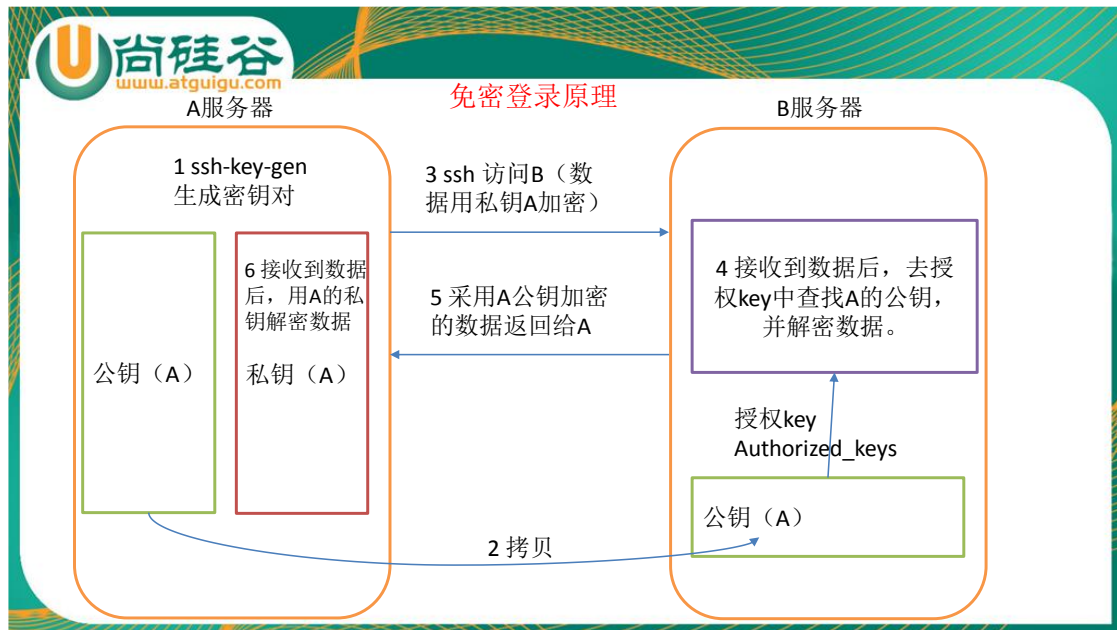 尚硅谷
www.atguigu.com
免密登录原理
A服务器
B服务器
1 ssh-key-gen
生成密钥对
3 ssh 访问B（数
据用私钥A加密）
6 接收到数据
后，用A的私
钥解密数据
4 接收到数据后，去授
权key中查找A的公钥，
并解密数据。
5 采用A公钥加密
的数据返回给A
公钥（A）
私钥（A）
授权key
Authorized_keys
公钥（A）
2 拷贝